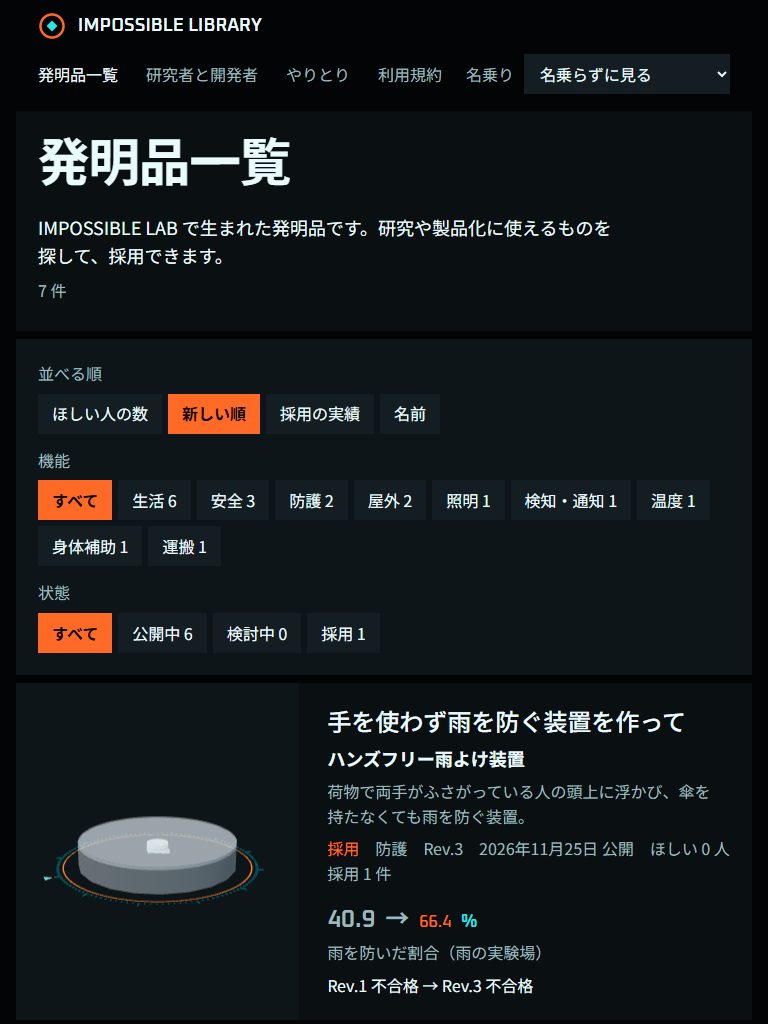 IMPOSSIBLE LIBRARY
発明品一覧 研究者と開発者 やりとり 利用規約 名乗り 名乗らずに見る
発明品一覧
IMPOSSIBLE LAB で生まれた発明品です。研究や製品化に使えるものを
探して、採用できます。
7 件
並べる順
ほしい人の数 新しい順 採用の実績 名前
機能
すべて 生活 6 安全 3 防護 2 屋外 2 照明 1 検知・通知 1 温度 1
身体補助 1 運搬 1
状態
すべて 公開中 6 検討中 0 採用 1
手を使わず雨を防ぐ装置を作って
ハンズフリー雨よけ装置
荷物で両手がふさがっている人の頭上に浮かび、傘を
持たなくても雨を防ぐ装置。
採用 防護 Rev.3 2026年11月25日 公開 ほしい 0 人
採用 1 件
40.9 → 66.4 %
雨を防いだ割合（雨の実験場）
Rev.1 不合格 → Rev.3 不合格